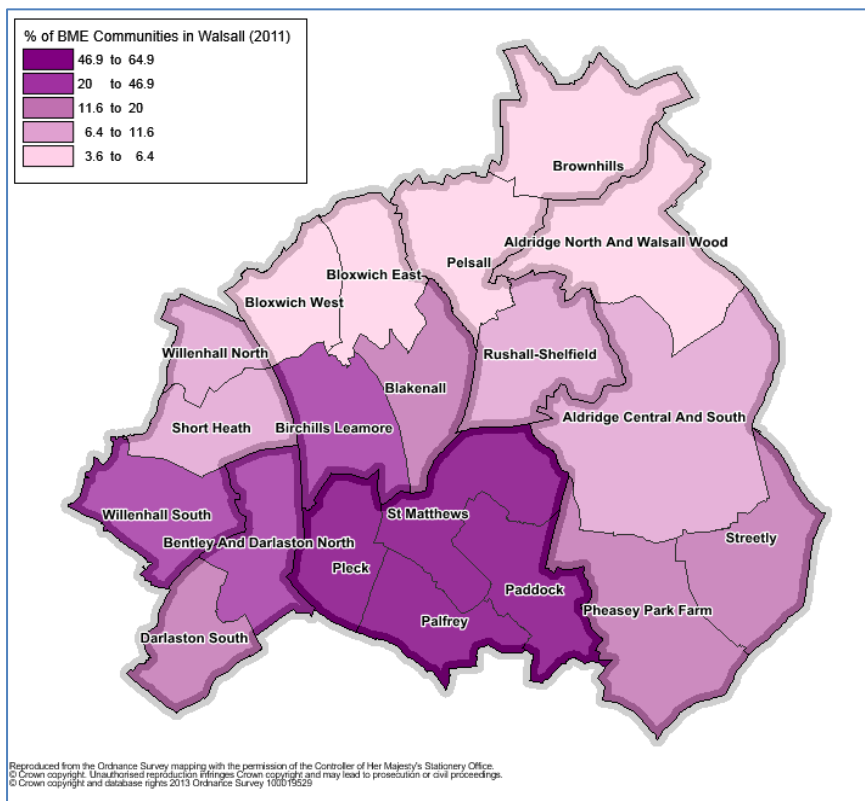 % of BME Communities in Walsall (2011)
46.9 to 64.9
20 to 46.9
11.6 to 20
6.4 to 11.6
3.6 to 6.4
Brownhills
Aldridge North And Walsall Wood
Pelsall
Bloxwich East
Bloxwich West
Willenhall North
Rushall-Shelfield
Blakenall
Aldridge Central And South
Short Heath
Birchills Leamore
Willenhall South
St Matthews
Bentley And Darlaston North
Streetly
Pleck
Paddock
Pheasey Park Farm
Palfrey
Darlaston South
Reproduced from the Ordnance Survey mapping with the permission of the Controller of Her Majesty's Stationery Office.
© Crown copyright. Unauthorised reproduction infringes Crown copyright and may lead to prosecution or civil proceedings.
© Crown copyright and database rights 2013 Ordnance Survey 100019529